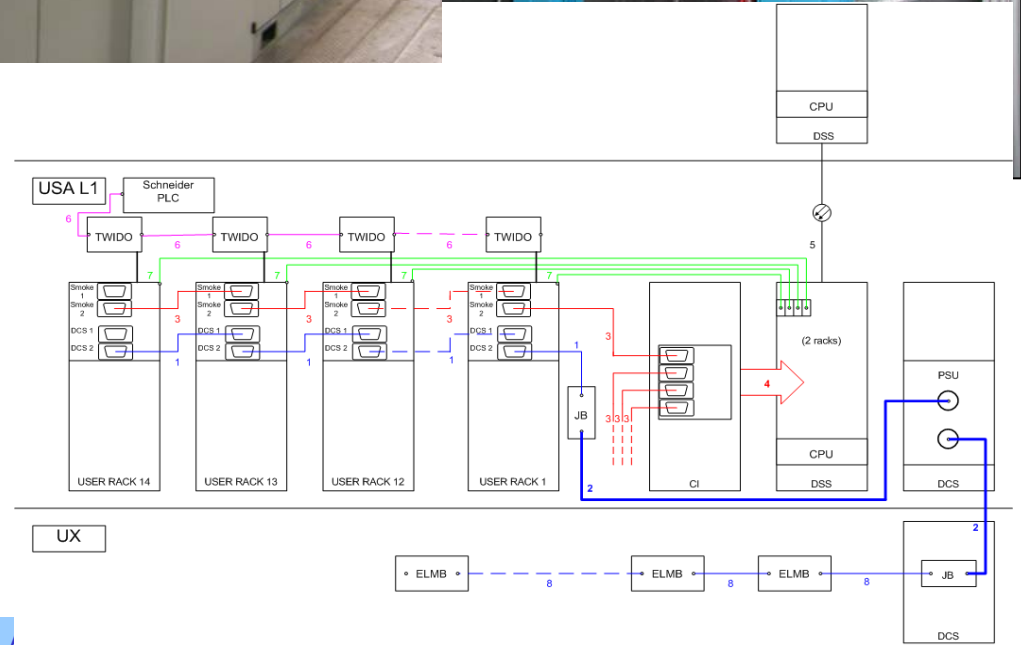 CPU
DSS
USA L1
Schneider
PLC
6
TWIDO
6
TWIDO
6
TWIDO
6
TWIDO
5
7
7
7
7
Smoke
1
Smoke
2
DCS 1
DCS 2
3
1
USER RACK 14
Smoke
1
Smoke
2
DCS 1
DCS 2
3
1
USER RACK 13
Smoke
1
Smoke
2
DCS 1
DCS 2
3
1
USER RACK 12
Smoke
1
Smoke
2
DCS 1
DCS 2
3
1
USER RACK 1
JB
2
3
3
3
3
CI
4
(2 racks)
CPU
DSS
PSU
DCS
2
UX
ELMB
8
ELMB
8
ELMB
8
JB
DCS